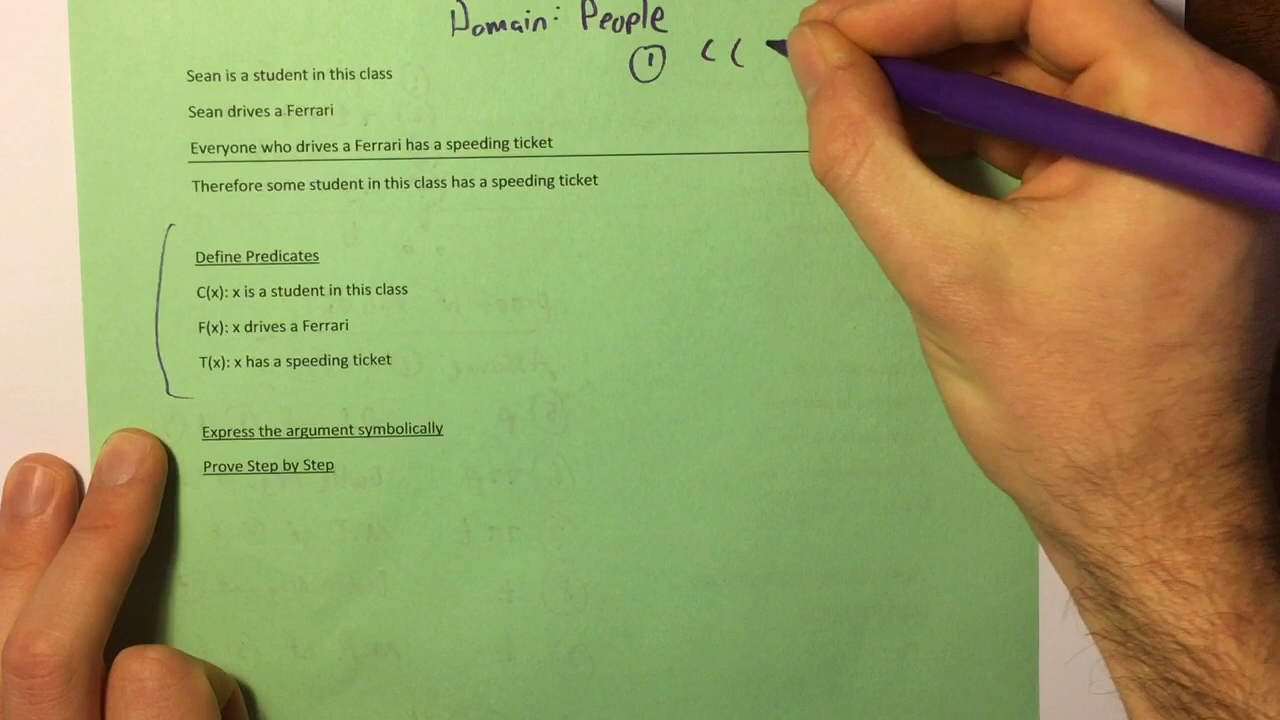 Domain: People
① C(
Sean is a student in this class
Sean drives a Ferrari
Everyone who drives a Ferrari has a speeding ticket
Therefore some student in this class has a speeding ticket
Define Predicates
C(x): x is a student in this class
F(x): x drives a Ferrari
T(x): x has a speeding ticket
Express the argument symbolically
Prove Step by Step